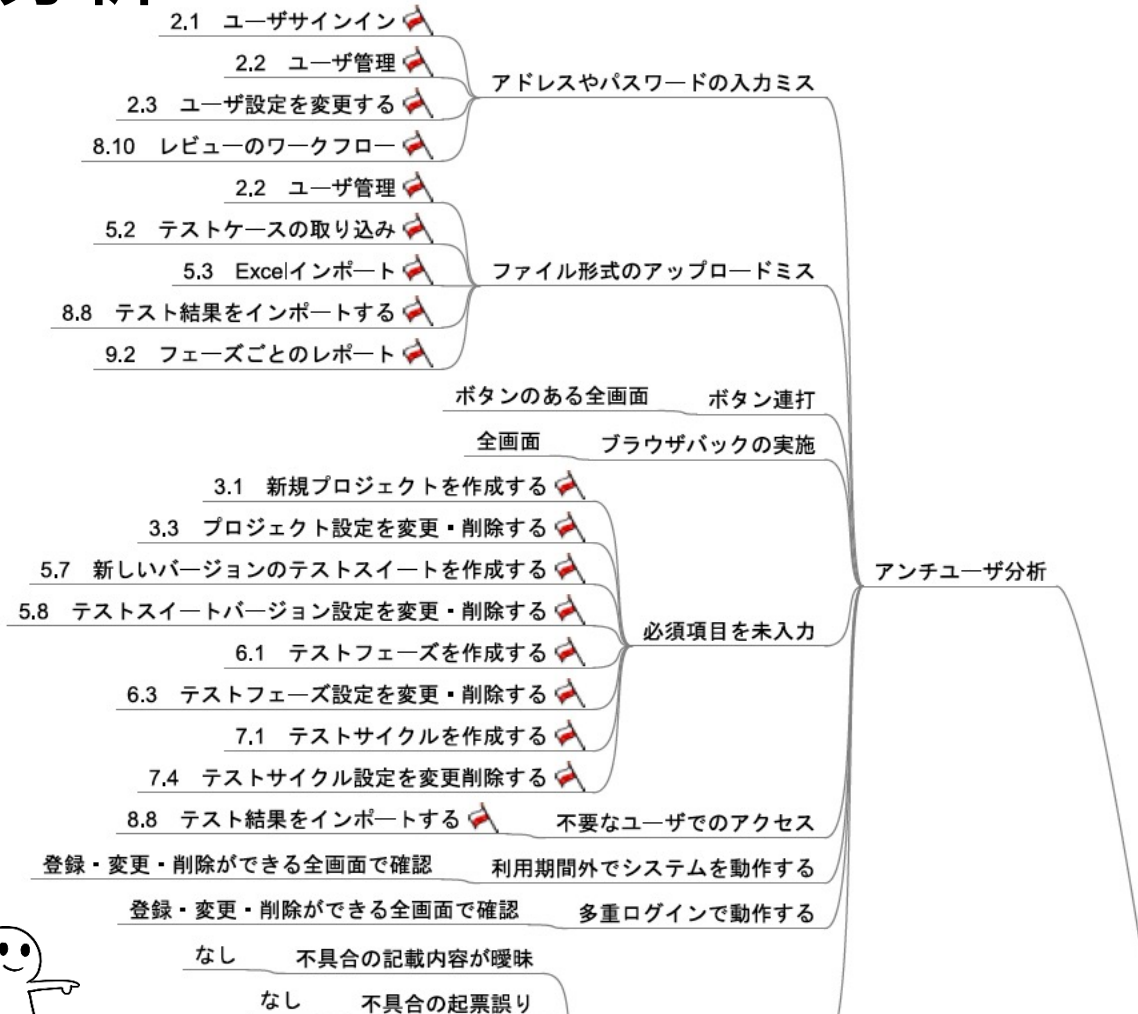 2.1 ユーザサインイン
2.2 ユーザ管理
2.3 ユーザ設定を変更する
8.10 レビューのワークフロー
アドレスやパスワードの入力ミス
2.2 ユーザ管理
5.2 テストケースの取り込み
5.3 Excelインポート
8.8 テスト結果をインポートする
9.2 フェーズごとのレポート
ファイル形式のアップロードミス
ボタンのある全画面
ボタン連打
全画面
ブラウザバックの実施
3.1 新規プロジェクトを作成する
3.3 プロジェクト設定を変更・削除する
5.7 新しいバージョンのテストスイートを作成する
5.8 テストスイートバージョン設定を変更・削除する
6.1 テストフェーズを作成する
6.3 テストフェーズ設定を変更・削除する
7.1 テストサイクルを作成する
7.4 テストサイクル設定を変更削除する
必須項目を未入力
アンチユーザ分析
8.8 テスト結果をインポートする
不要なユーザでのアクセス
登録・変更・削除ができる全画面で確認
利用期間外でシステムを動作する
登録・変更・削除ができる全画面で確認
多重ログインで動作する
なし
不具合の記載内容が曖昧
なし
不具合の起票誤り